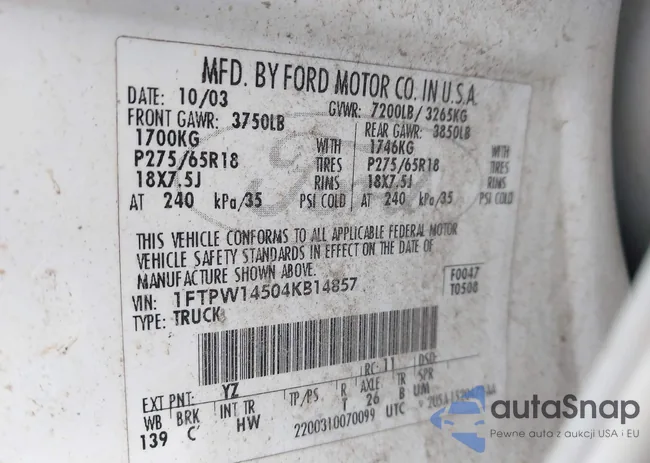 MFD. BY FORD MOTOR CO. IN U.S.A.
DATE: 10/03 GVWR: 7200LB/ 3265KG
FRONT GAWR: 3750LB REAR GAWR: 3850LB
1700KG WITH 1746KG WITH
P275/65R18 TIRES P275/65R18 TIRES
18X7.5J RIMS 18X7.5J RIMS
AT 240 kPa/35 PSI COLD AT 240 kPa/35 PSI COLD
THIS VEHICLE CONFORMS TO ALL APPLICABLE FEDERAL MOTOR
VEHICLE SAFETY STANDARDS IN EFFECT ON THE DATE OF
MANUFACTURE SHOWN ABOVE.
VIN: 1FTPW14504KB14857 F0047
TYPE: TRUCK T0508
RC: 11 DSO:
EXT PNT: YZ
WB BRK INT TR TP/PS R AXLE TR SPR
139 C HW T 26 B UM
2200310070099 UTC
autaSnap
Pewne auta z aukcji USA i EU